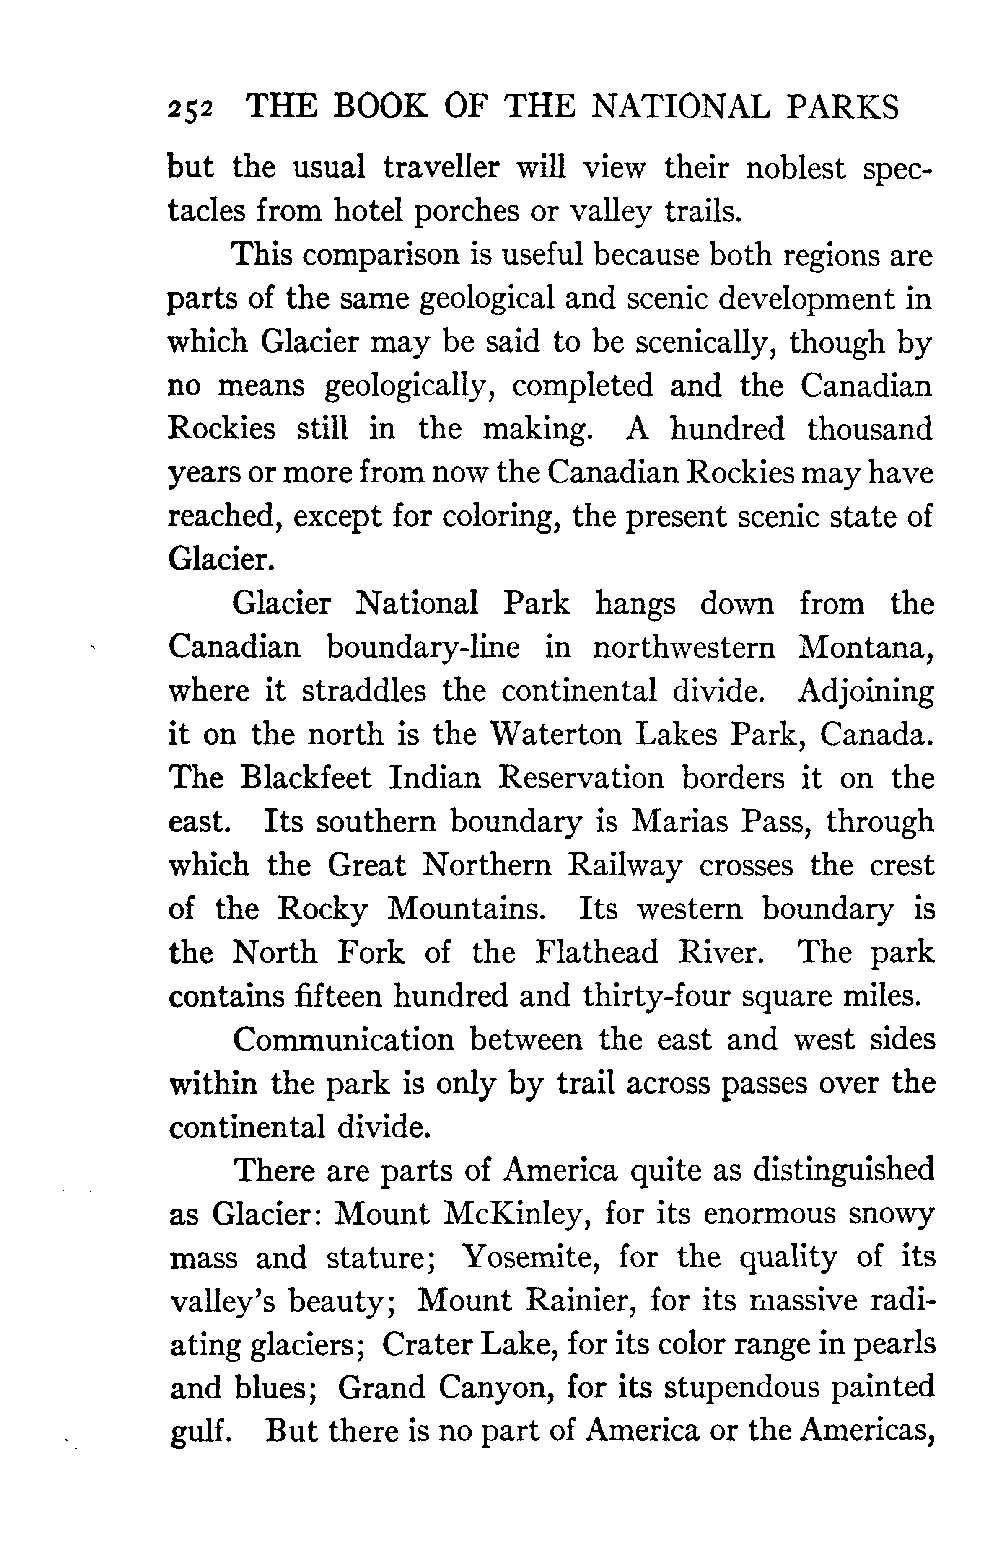 252 THE BOOK OF THE NATIONAL PARKS
but the usual traveller will view their noblest spec-
tacles from hotel porches or valley trails.
This comparison is useful because both regions are
parts of the same geological and scenic development in
which Glacier may be said to be scenically, though by
no means geologically, completed and the Canadian
Rockies still in the making. A hundred thousand
years or more from now the Canadian Rockies may have
reached, except for coloring, the present scenic state of
Glacier.
Glacier National Park hangs down from the
Canadian boundary-line in northwestern Montana,
where it straddles the continental divide. Adjoining
it on the north is the Waterton Lakes Park, Canada.
The Blackfeet Indian Reservation borders it on the
east. Its southern boundary is Marias Pass, through
which the Great Northern Railway crosses the crest
of the Rocky Mountains. Its western boundary is
the North Fork of the Flathead River. The park
contains fifteen hundred and thirty-four square miles.
Communication between the east and west sides
within the park is only by trail across passes over the
continental divide.
There are parts of America quite as distinguished
as Glacier: Mount McKinley, for its enormous snowy
mass and stature; Yosemite, for the quality of its
valley's beauty; Mount Rainier, for its massive radi-
ating glaciers; Crater Lake, for its color range in pearls
and blues; Grand Canyon, for its stupendous painted
gulf. But there is no part of America or the Americas,